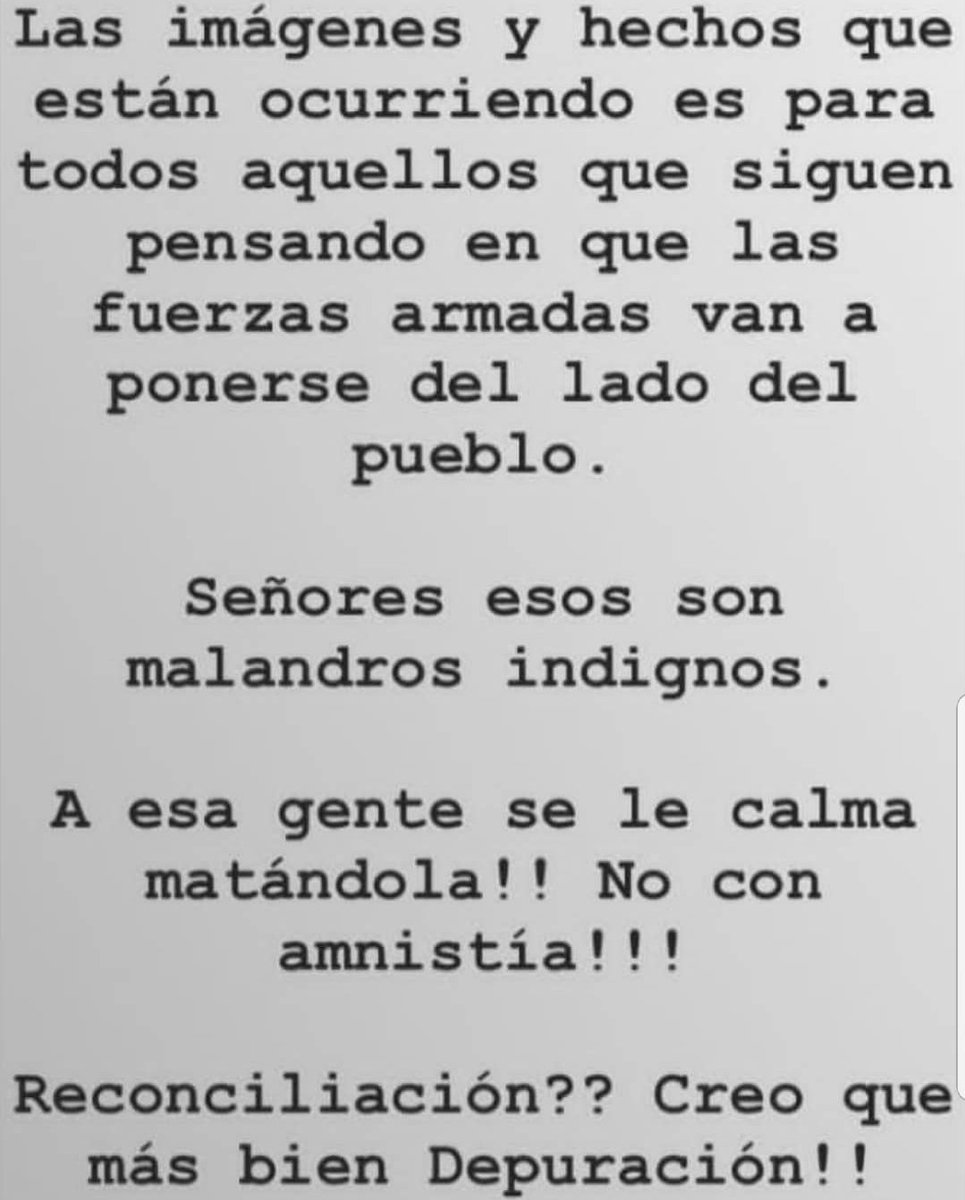 Las imágenes y hechos que
están ocurriendo es para
todos aquellos que siguen
pensando en que las
fuerzas armadas van a
ponerse del lado del
pueblo.
Señores esos son
malandros indignos.
A esa gente se le calma
matándola!! No con
amnistía!!!
Reconciliación?? Creo que
más bien Depuración!!